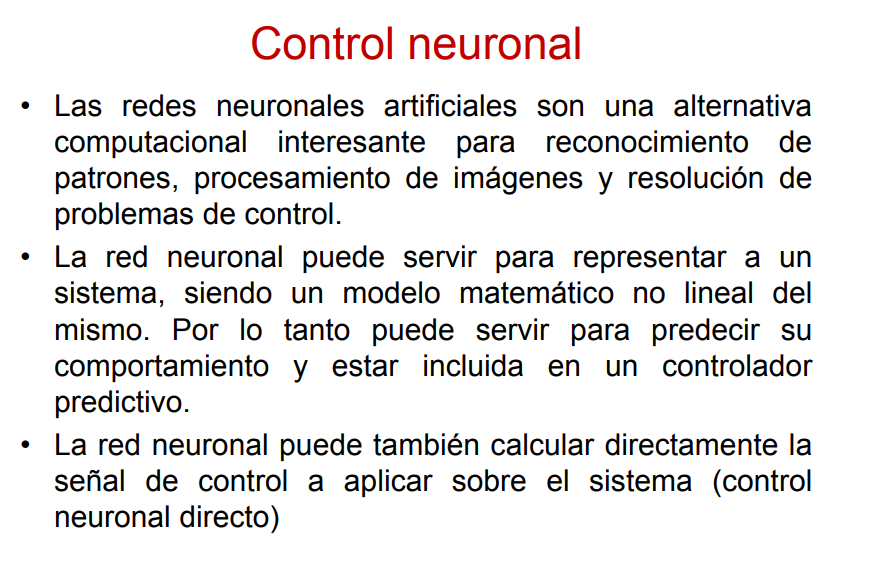 Control neuronal
• Las redes neuronales artificiales son una alternativa
computacional interesante para reconocimiento de
patrones, procesamiento de imágenes y resolución de
problemas de control.
• La red neuronal puede servir para representar a un
sistema, siendo un modelo matemático no lineal del
mismo. Por lo tanto puede servir para predecir su
comportamiento y estar incluida en un controlador
predictivo.
• La red neuronal puede también calcular directamente la
señal de control a aplicar sobre el sistema (control
neuronal directo)